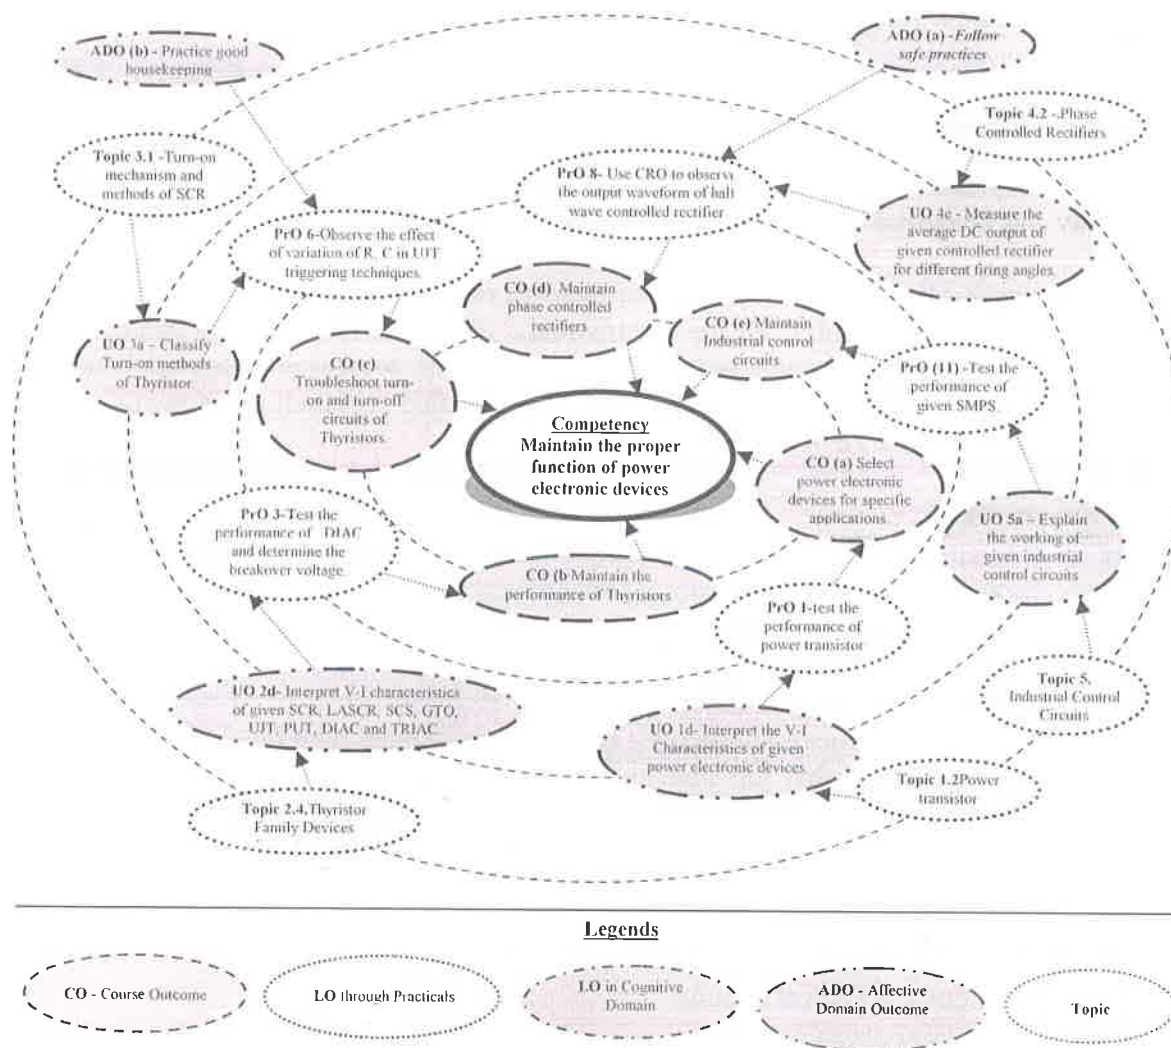 ADO (b) - Practice good
housekeeping
ADO (a) -Follow
safe practices
Topic 4.2 -.Phase
Controlled Rectifiers
Topic 3.1 -Turn-on
mechanism and
methods of SCR
PrO 8- Use CRO to observe
the output waveform of half
wave controlled rectifier
UO 4e - Measure the
average DC output of
given controlled rectifier
for different firing angles.
PrO 6-Observe the effect
of variation of R, C in UJT
triggering techniques.
CO (d) Maintain
phase controlled
rectifiers
CO (e) Maintain
Industrial control
circuits
UO 3a – Classify
Turn-on methods
of Thyristor.
CO (c)
Troubleshoot turn-
on and turn-off
circuits of
Thyristors.
PrO (11) -Test the
performance of
given SMPS.
Competency
Maintain the proper
function of power
electronic devices
CO (a) Select
power electronic
devices for specific
applications.
PrO 3-Test the
performance of DIAC
and determine the
breakover voltage.
UO 5a – Explain
the working of
given industrial
control circuits
CO (b Maintain the
performance of Thyristors.
PrO 1-test the
performance of
power transistor
UO 2d- Interpret V-I characteristics
of given SCR, LASCR, SCS, GTO,
UJT, PUT, DIAC and TRIAC.
UO 1d- Interpret the V-I
Characteristics of given
power electronic devices.
Topic 5.
Industrial Control
Circuits
Topic 1.2Power
transistor
Topic 2.4.Thyristor
Family Devices
Legends
CO - Course Outcome
LO through Practicals
LO in Cognitive
Domain
ADO - Affective
Domain Outcome
Topic